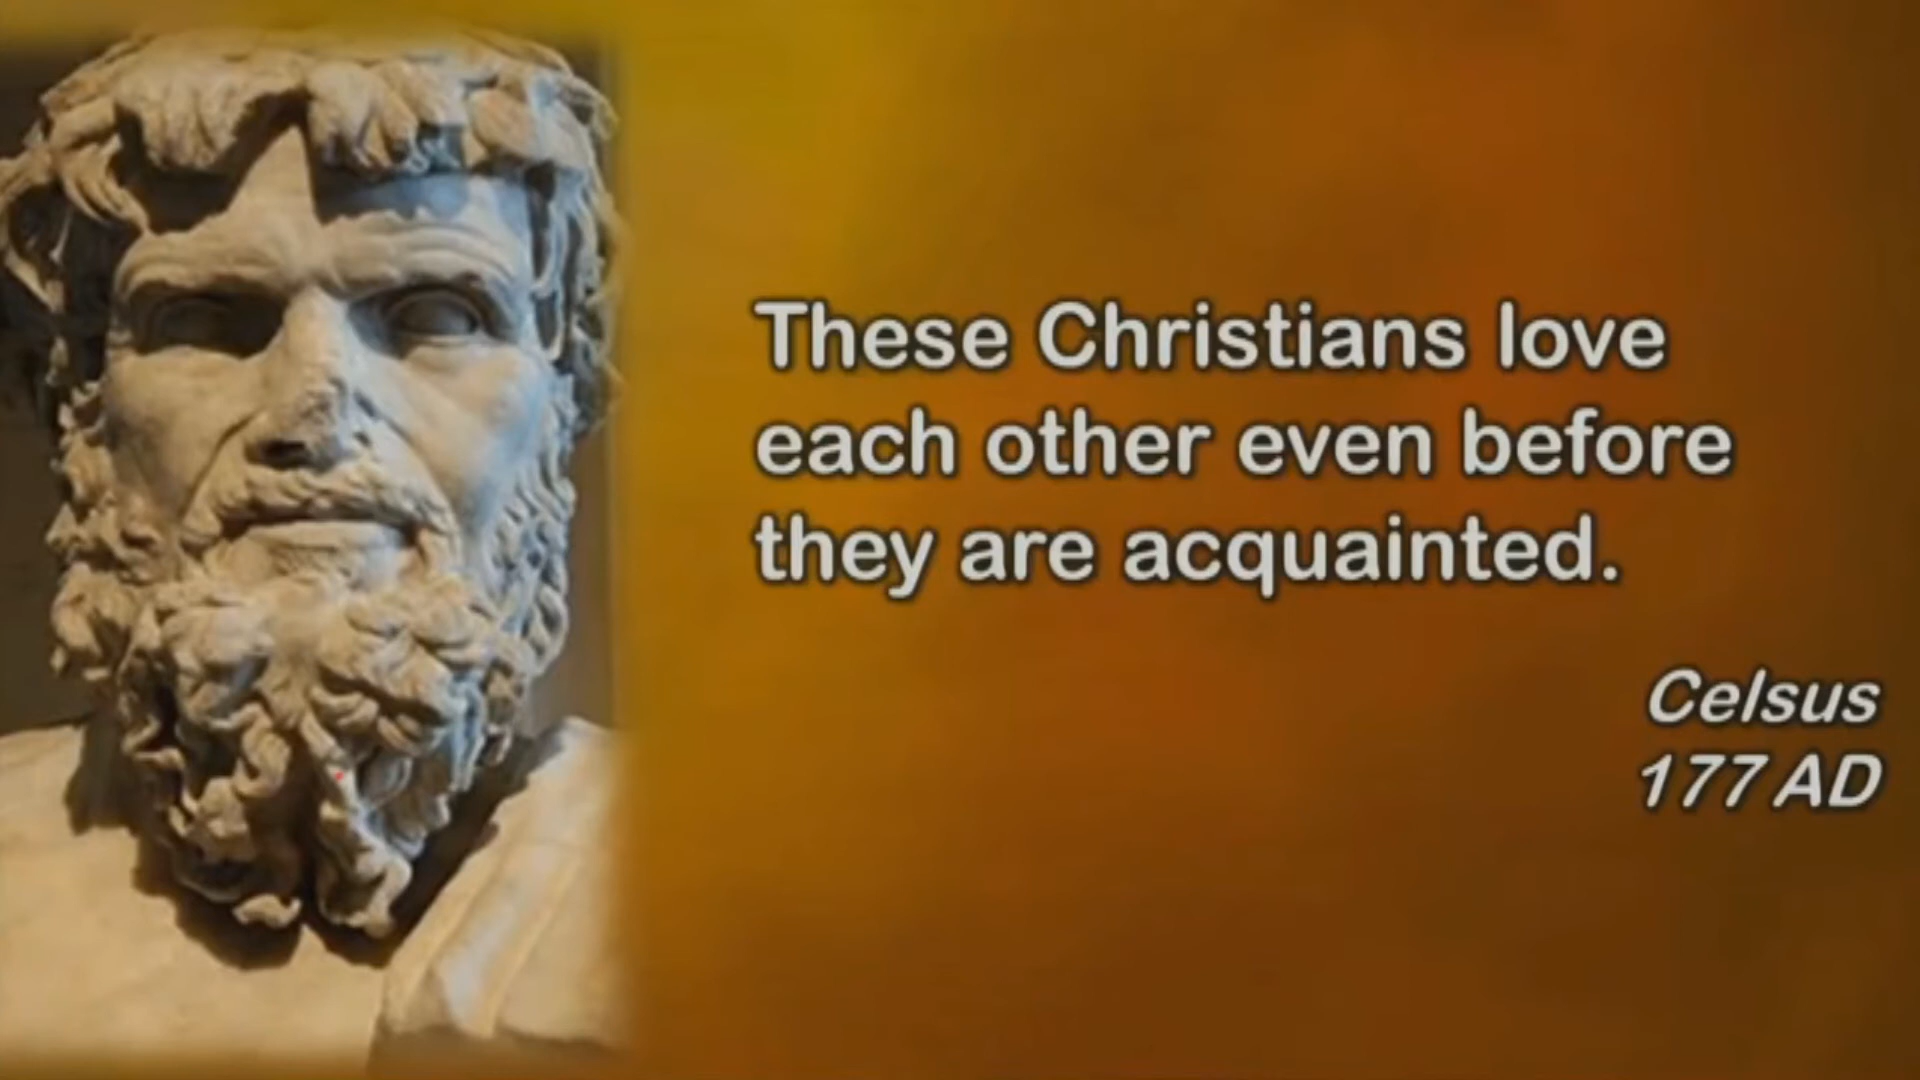 These Christians love
each other even before
they are acquainted.
Celsus
177 AD